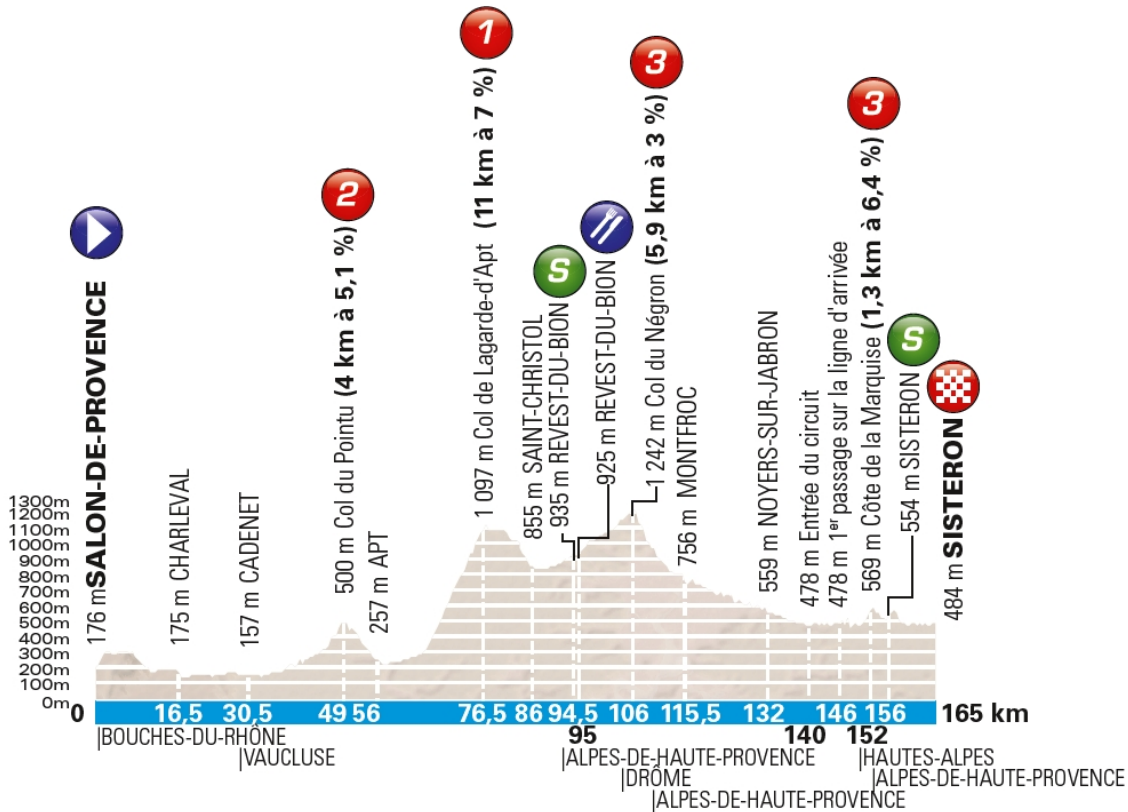 1
3
3
2
S
S
176 m SALON-DE-PROVENCE
175 m CHARLEVAL
157 m CADENET
500 m Col du Pointu (4 km à 5,1 %)
257 m APT
1 097 m Col de Lagarde-d'Apt (11 km à 7 %)
855 m SAINT-CHRISTOL
935 m REVEST-DU-BION
925 m REVEST-DU-BION
1 242 m Col du Négron (5,9 km à 3 %)
756 m MONTFROC
559 m NOYERS-SUR-JABRON
478 m Entrée du circuit
478 m 1er passage sur la ligne d'arrivée
569 m Côte de la Marquise (1,3 km à 6,4 %)
554 m SISTERON
484 m SISTERON
1300m
1200m
1100m
1000m
900m
800m
700m
600m
500m
400m
300m
200m
100m
0m
0 16,5 30,5 49 56 76,5 86 94,5 106 115,5 132 146 156 165 km
95 140 152
|BOUCHES-DU-RHÔNE |ALPES-DE-HAUTE-PROVENCE |HAUTES-ALPES
|VAUCLUSE |DRÔME |ALPES-DE-HAUTE-PROVENCE
|ALPES-DE-HAUTE-PROVENCE